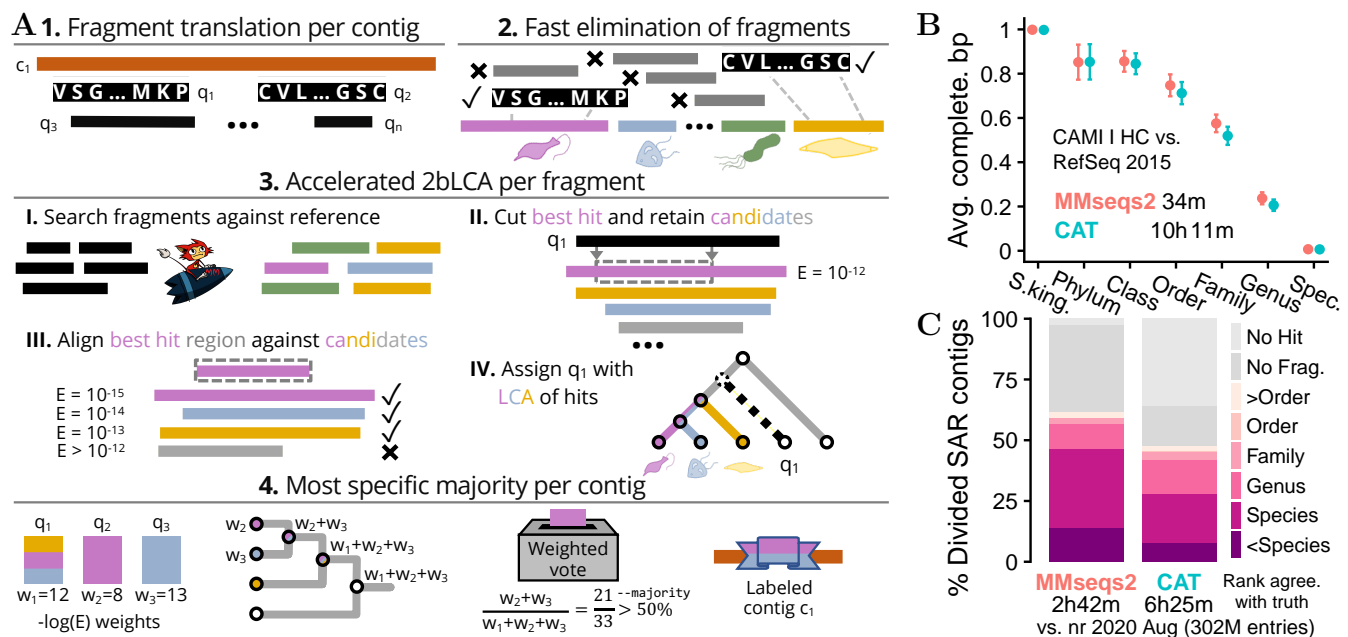 A
1. Fragment translation per contig
c1
VSG...MKP q1 CVL...GSC q2
q3 ... qn
2. Fast elimination of fragments
CVL...GSC
VSG...MKP
...
3. Accelerated 2bLCA per fragment
I. Search fragments against reference
II. Cut best hit and retain candidates
q1
E = 10-12
...
III. Align best hit region against candidates
E = 10-15
E = 10-14
E = 10-13
E > 10-12
IV. Assign q1 with
LCA of hits
q1
4. Most specific majority per contig
q1 q2 q3
w1=12 w2=8 w3=13
-log(E) weights
w2
w3
w2+w3
w1+w2+w3
w1+w2+w3
Weighted
vote
w2+w3 / w1+w2+w3 = 21/33 > 50%
--majority
Labeled
contig c1
B
Avg. complete. bp
1
0.8
0.6
0.4
0.2
0
CAMI I HC vs.
RefSeq 2015
MMseqs2 34m
CAT 10h11m
S.king. Phylum Class Order Family Genus Spec.
C
% Divided SAR contigs
100
75
50
25
0
No Hit
No Frag.
>Order
Order
Family
Genus
Species
<Species
MMseqs2 CAT
2h42m 6h25m
vs. nr 2020 Aug (302M entries)
Rank agree.
with truth